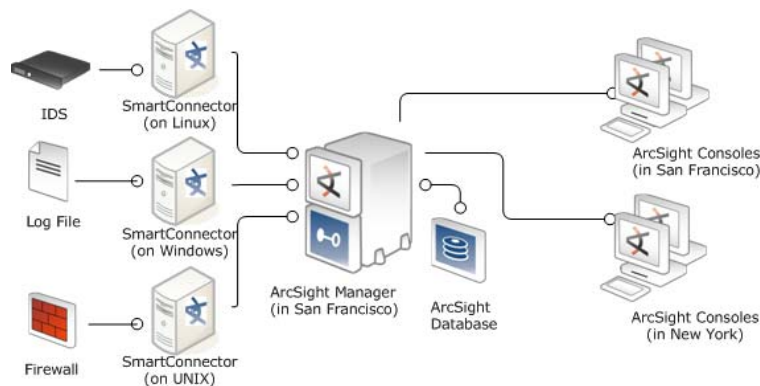 IDS
SmartConnector
(on Linux)
Log File
SmartConnector
(on Windows)
Firewall
SmartConnector
(on UNIX)
ArcSight Manager
(in San Francisco)
ArcSight
Database
ArcSight Consoles
(in San Francisco)
ArcSight Consoles
(in New York)